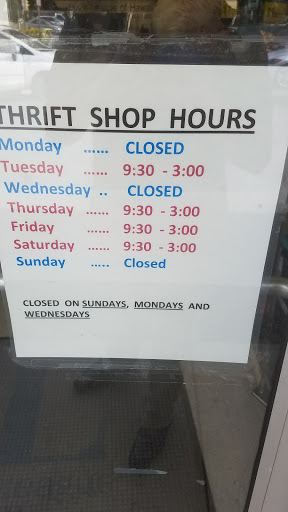 THRIFT SHOP HOURS
Monday ...... CLOSED
Tuesday ...... 9:30 - 3:00
Wednesday .. CLOSED
Thursday ...... 9:30 - 3:00
Friday ...... 9:30 - 3:00
Saturday ...... 9:30 - 3:00
Sunday ..... Closed
CLOSED ON SUNDAYS, MONDAYS AND
WEDNESDAYS